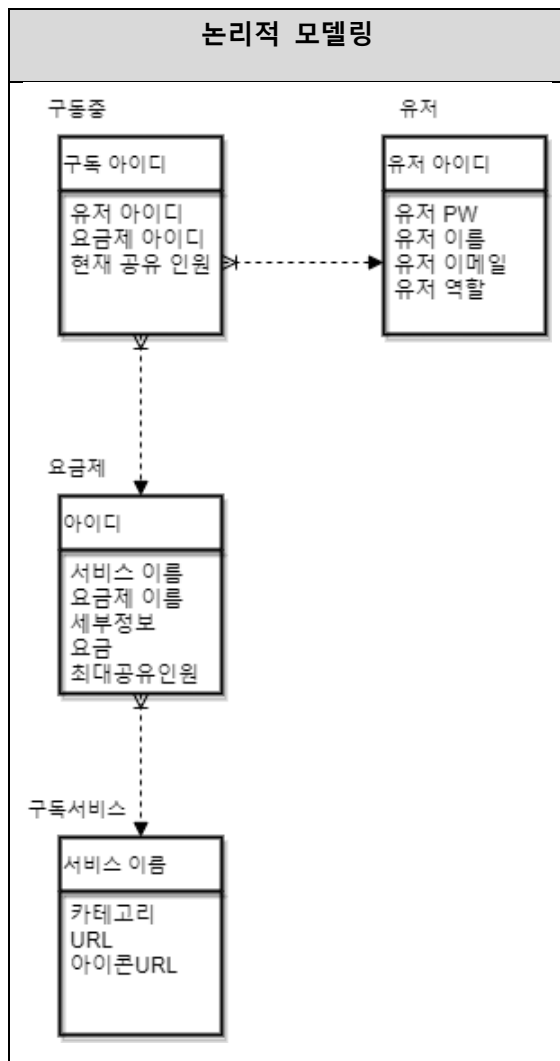 논리적 모델링
구동중
구독 아이디
유저 아이디
요금제 아이디
현재 공유 인원
유저
유저 아이디
유저 PW
유저 이름
유저 이메일
유저 역할
요금제
아이디
서비스 이름
요금제 이름
세부정보
요금
최대공유인원
구독서비스
서비스 이름
카테고리
URL
아이콘URL